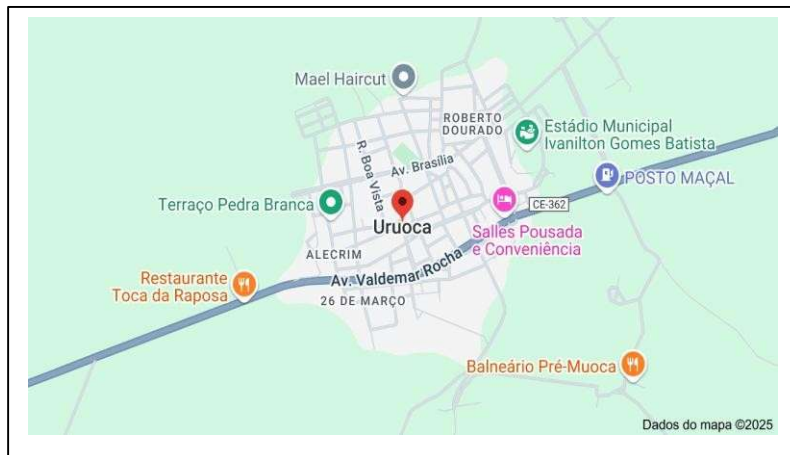 Mael Haircut
ROBERTO
DOURADO
Estádio Municipal
Ivanilton Gomes Batista
R. Boa Vista
Av. Brasília
POSTO MAÇAL
Terraço Pedra Branca
CE-362
Uruoca
Salles Pousada
e Conveniência
ALECRIM
Av. Valdemar Rocha
Restaurante
Toca da Raposa
26 DE MARÇO
Balneário Pré-Muoca
Dados do mapa ©2025